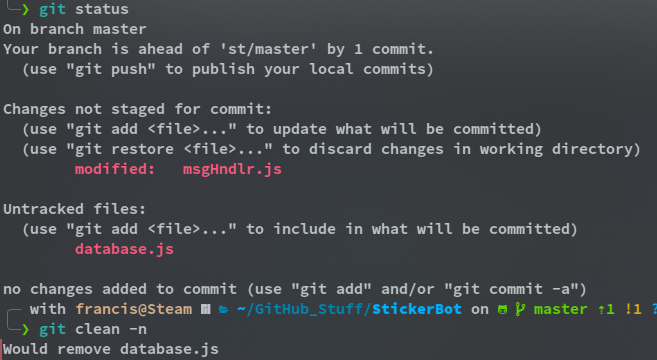 ❯ git status
On branch master
Your branch is ahead of 'st/master' by 1 commit.
  (use "git push" to publish your local commits)

Changes not staged for commit:
  (use "git add <file>..." to update what will be committed)
  (use "git restore <file>..." to discard changes in working directory)
        modified:   msgHndlr.js

Untracked files:
  (use "git add <file>..." to include in what will be committed)
        database.js

no changes added to commit (use "git add" and/or "git commit -a")
with francis@Steam ~/GitHub_Stuff/StickerBot on master ⇡1 !1 ?
❯ git clean -n
Would remove database.js